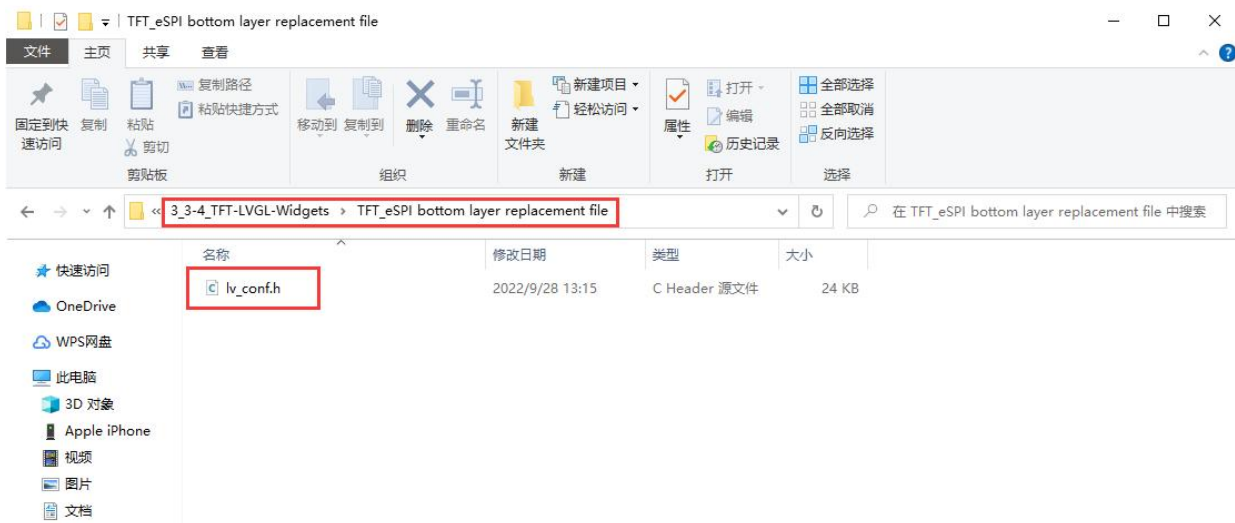 TFT_eSPI bottom layer replacement file
文件 主页 共享 查看
固定到快速访问
复制
粘贴
复制路径
粘贴快捷方式
剪切
剪贴板
移动到
复制到
删除
重命名
组织
新建文件夹
新建项目
轻松访问
新建
属性
打开
编辑
历史记录
打开
全部选择
全部取消
反向选择
选择
« 3_3-4_TFT-LVGL-Widgets › TFT_eSPI bottom layer replacement file
在 TFT_eSPI bottom layer replacement file 中搜索
名称 修改日期 类型 大小
lv_conf.h 2022/9/28 13:15 C Header 源文件 24 KB
快速访问
OneDrive
WPS网盘
此电脑
3D 对象
Apple iPhone
视频
图片
文档